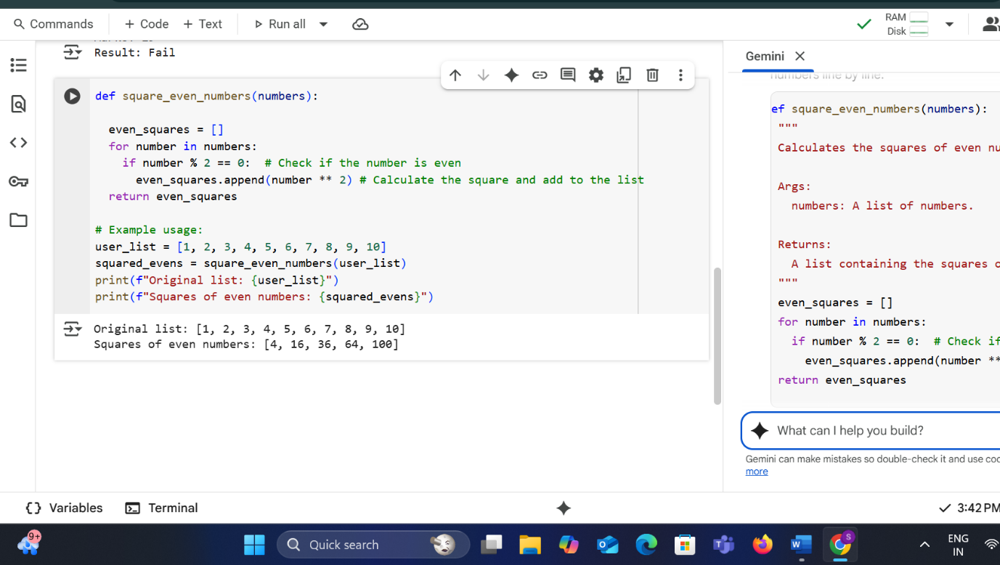 Commands
+ Code
+ Text
Run all
RAM
Disk
Result: Fail
def square_even_numbers(numbers):
even_squares = []
for number in numbers:
if number % 2 == 0:  # Check if the number is even
even_squares.append(number ** 2) # Calculate the square and add to the list
return even_squares
# Example usage:
user_list = [1, 2, 3, 4, 5, 6, 7, 8, 9, 10]
squared_evens = square_even_numbers(user_list)
print(f"Original list: {user_list}")
print(f"Squares of even numbers: {squared_evens}")
Original list: [1, 2, 3, 4, 5, 6, 7, 8, 9, 10]
Squares of even numbers: [4, 16, 36, 64, 100]
Gemini
numbers line by line.
ef square_even_numbers(numbers):
"""
Calculates the squares of even nu
Args:
numbers: A list of numbers.
Returns:
A list containing the squares o
"""
even_squares = []
for number in numbers:
if number % 2 == 0:  # Check if
even_squares.append(number **
return even_squares
What can I help you build?
Gemini can make mistakes so double-check it and use coo
more
{} Variables
Terminal
3:42 PM
9+
Quick search
S
ENG
IN